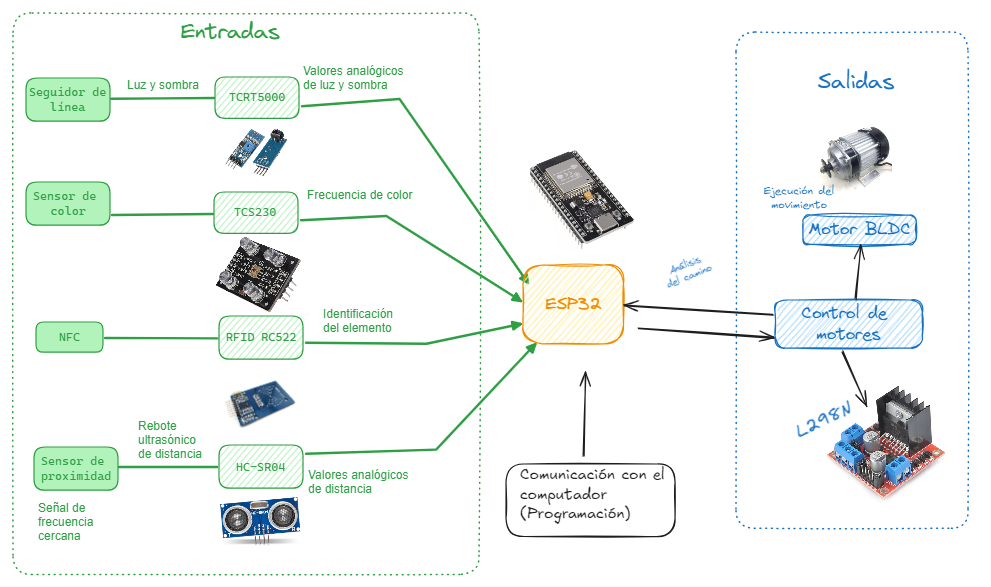 Entradas
Seguidor de
línea
Luz y sombra
TCRT5000
Valores analógicos
de luz y sombra
Sensor
de color
TCS230
Frecuencia de color
NFC
RFID RC522
Identificación
del elemento
Sensor de
proximidad
Rebote
ultrasónico
de distancia
HC-SR04
Valores analógicos
de distancia
Señal de
frecuencia
cercana
ESP32
Comunicación con el
computador
(Programación)
Análisis
del camino
Salidas
Ejecución del
movimiento
Motor BLDC
Control de
motores
L298N